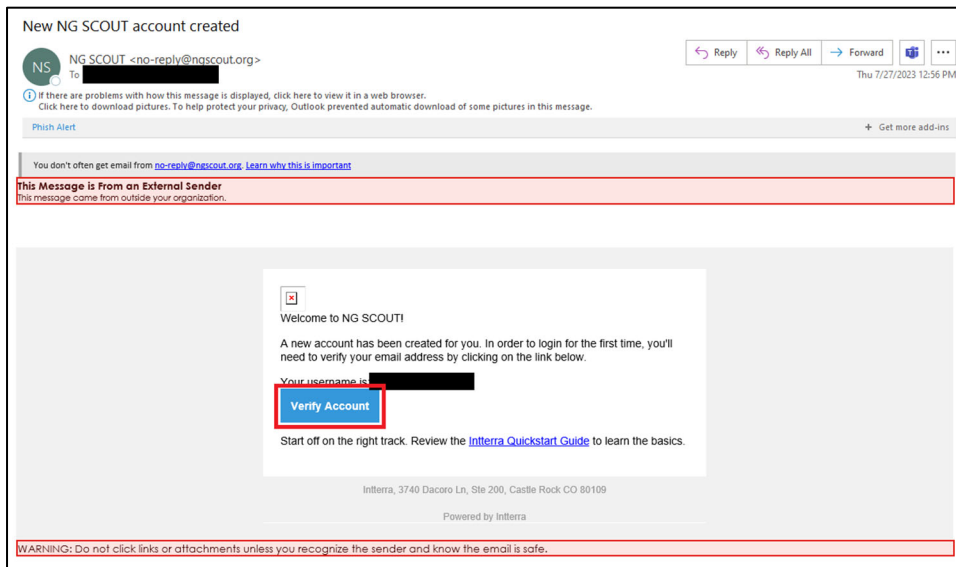 New NG SCOUT account created
NS
NG SCOUT <no-reply@ngscout.org>
To
Reply
Reply All
Forward
Thu 7/27/2023 12:56 PM
If there are problems with how this message is displayed, click here to view it in a web browser.
Click here to download pictures. To help protect your privacy, Outlook prevented automatic download of some pictures in this message.
Phish Alert
+ Get more add-ins
You don't often get email from no-reply@ngscout.org. Learn why this is important
This Message is From an External Sender
This message came from outside your organization.
Welcome to NG SCOUT!
A new account has been created for you. In order to login for the first time, you'll
need to verify your email address by clicking on the link below.
Your username is:
Verify Account
Start off on the right track. Review the Intterra Quickstart Guide to learn the basics.
Intterra, 3740 Dacoro Ln, Ste 200, Castle Rock CO 80109
Powered by Intterra
WARNING: Do not click links or attachments unless you recognize the sender and know the email is safe.